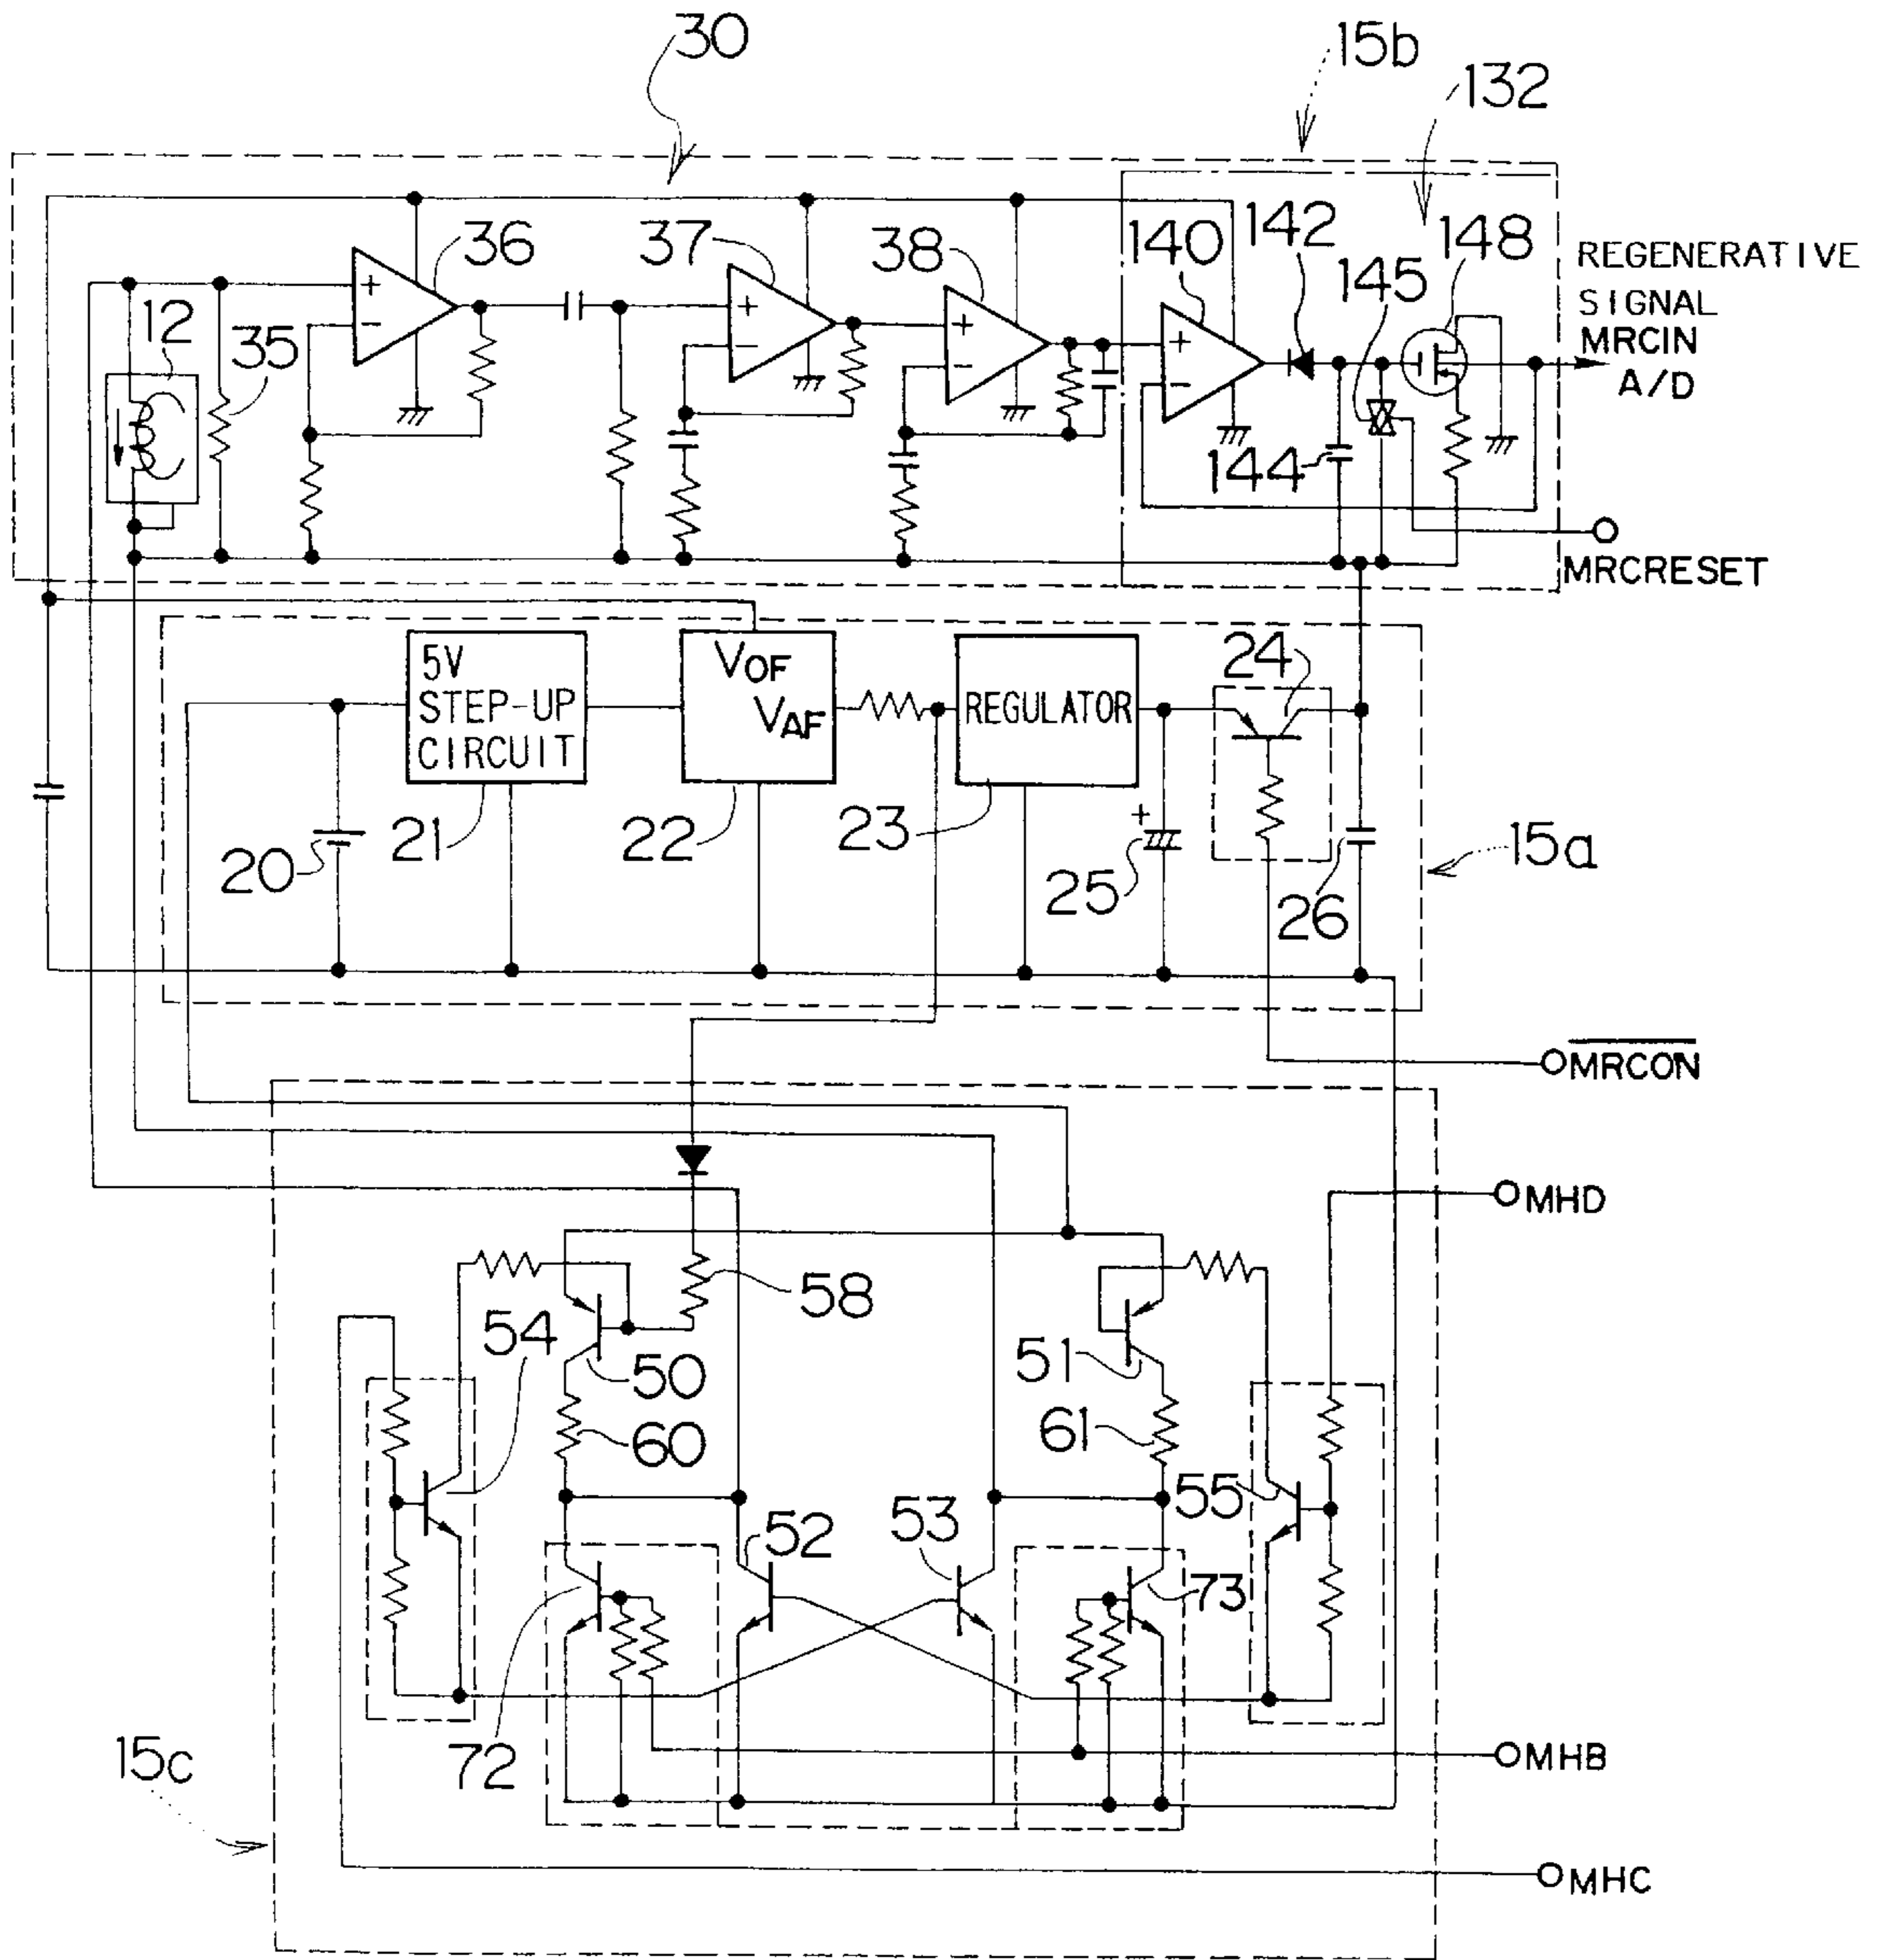 30
15b
132
36
37
38
140
142
148
145
REGENERATIVE
SIGNAL
MRCIN
A/D
12
35
144
MRCRESET
5V
STEP-UP
CIRCUIT
VOF
VAF
REGULATOR
24
20
21
22
23
25
26
15a
MRCON
MHD
58
54
50
51
60
61
55
52
53
72
73
15c
MHB
MHC